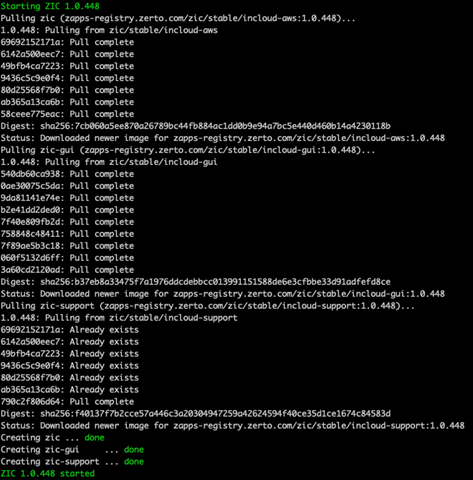 Starting ZIC 1.0.448
Pulling zic (zapps-registry.zerto.com/zic/stable/incloud-aws:1.0.448)...
1.0.448: Pulling from zic/stable/incloud-aws
69692152171a: Pull complete
6142a500eec7: Pull complete
49bfb4ca7223: Pull complete
9436c5c9e0f4: Pull complete
80d25568f7b0: Pull complete
ab365a13ca6b: Pull complete
58ceee775eac: Pull complete
Digest: sha256:7cb060a5ee870a26789bc44fb884ac1dd0b9e94a7bc5e440d460b14a4230118b
Status: Downloaded newer image for zapps-registry.zerto.com/zic/stable/incloud-aws:1.0.448
Pulling zic-gui (zapps-registry.zerto.com/zic/stable/incloud-gui:1.0.448)...
1.0.448: Pulling from zic/stable/incloud-gui
540db60ca938: Pull complete
0ae30075c5da: Pull complete
9da81141e74e: Pull complete
b2e41dd2ded0: Pull complete
7f40e809fb2d: Pull complete
758848c48411: Pull complete
7f89ae5b3c18: Pull complete
060f5132d6ff: Pull complete
3a60cd2120ad: Pull complete
Digest: sha256:b37eb8a33475f7a1976ddcdebbcc013991151588de6e3cfbbe33d91adfefd8ce
Status: Downloaded newer image for zapps-registry.zerto.com/zic/stable/incloud-gui:1.0.448
Pulling zic-support (zapps-registry.zerto.com/zic/stable/incloud-support:1.0.448)...
1.0.448: Pulling from zic/stable/incloud-support
69692152171a: Already exists
6142a500eec7: Already exists
49bfb4ca7223: Already exists
9436c5c9e0f4: Already exists
80d25568f7b0: Already exists
ab365a13ca6b: Already exists
790c2f806d64: Pull complete
Digest: sha256:f40137f7b2cce57a446c3a20304947259a42624594f40ce35d1ce1674c84583d
Status: Downloaded newer image for zapps-registry.zerto.com/zic/stable/incloud-support:1.0.448
Creating zic ... done
Creating zic-gui     ... done
Creating zic-support ... done
ZIC 1.0.448 started